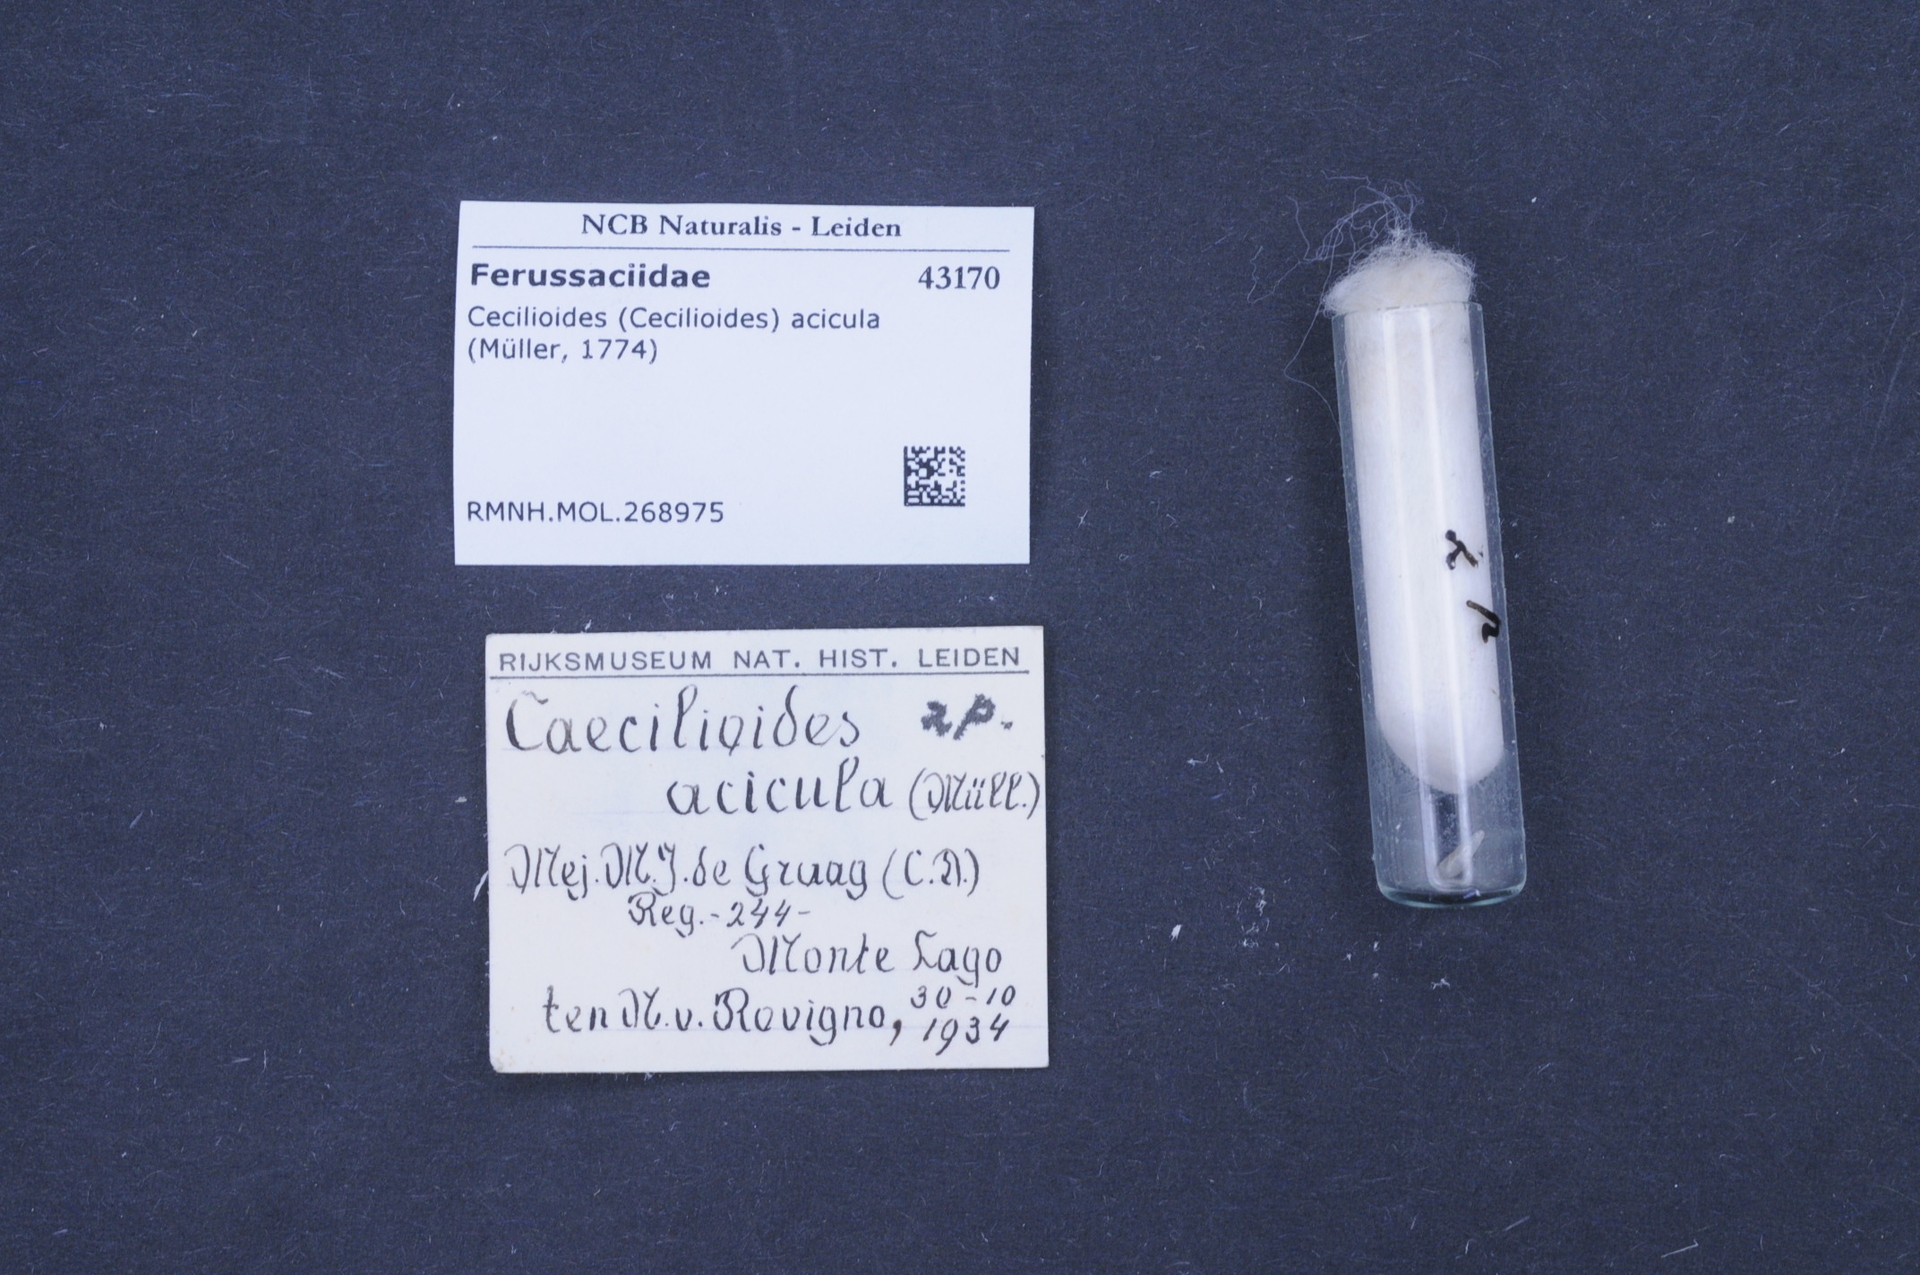 NCB Naturalis - Leiden
Ferussaciidae 43170
Cecilioides (Cecilioides) acicula
(Müller, 1774)
RMNH.MOL.268975
RIJKSMUSEUM NAT. HIST. LEIDEN
Caecilioides 2p.
acicula (Müll.)
Mej. M.J. de Graag (C.A.)
Reg.-244-
Monte Lago
ten N. v. Rovigno, 30-10
1934